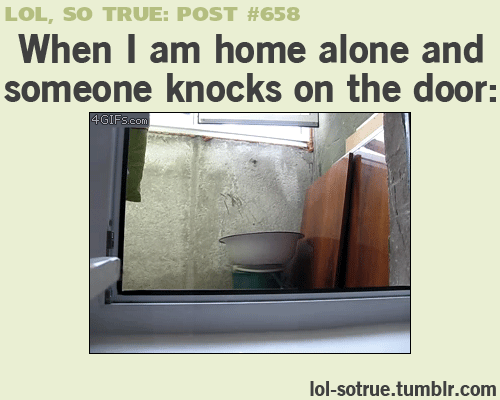 LOL, SO TRUE: POST #658
When I am home alone and
someone knocks on the door:
4GIFS.com
lol-sotrue.tumblr.com